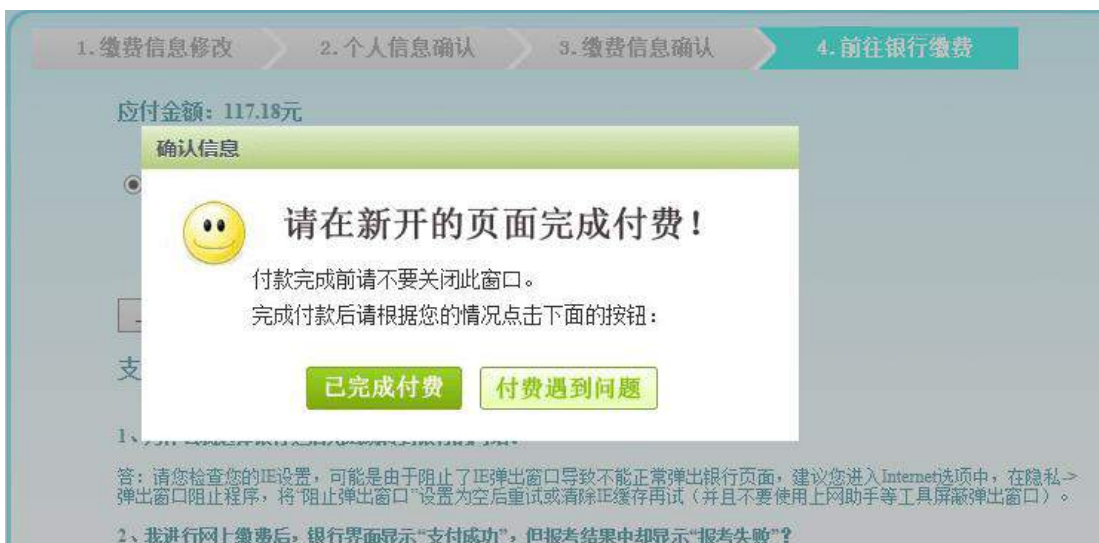 1.缴费信息修改
2.个人信息确认
3.缴费信息确认
4.前往银行缴费
应付金额：117.18元
确认信息
请在新开的页面完成付费！
付款完成前请不要关闭此窗口。
完成付款后请根据您的情况点击下面的按钮：
支
已完成付费
付费遇到问题
1、
答：请您检查您的IE设置，可能是由于阻止了IE弹出窗口导致不能正常弹出银行页面，建议您进入Internet选项中，在隐私->
弹出窗口阻止程序，将“阻止弹出窗口”设置为空后重试或清除IE缓存再试（并且不要使用上网助手等工具屏蔽弹出窗口）。
2、我进行网上缴费后，银行界面显示“支付成功”，但报考结果中却显示“报考失败”？